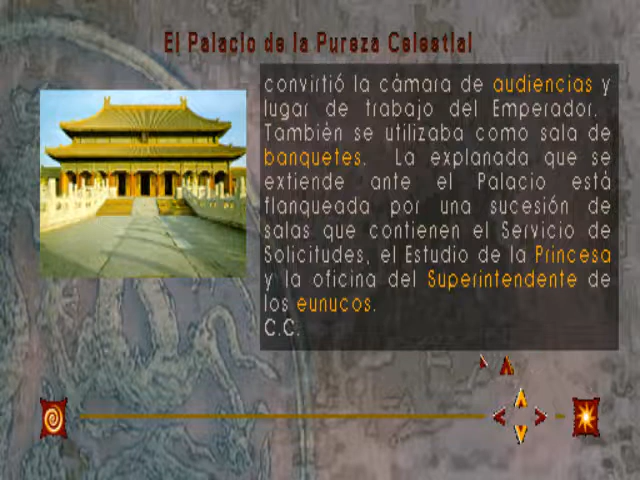 El Palacio de la Pureza Celestial
convirtió la cámara de audiencias y
lugar de trabajo del Emperador.
También se utilizaba como sala de
banquetes. La explanada que se
extiende ante el Palacio está
flanqueada por una sucesión de
salas que contienen el Servicio de
Solicitudes, el Estudio de la Princesa
y la oficina del Superintendente de
los eunucos.
C.C.